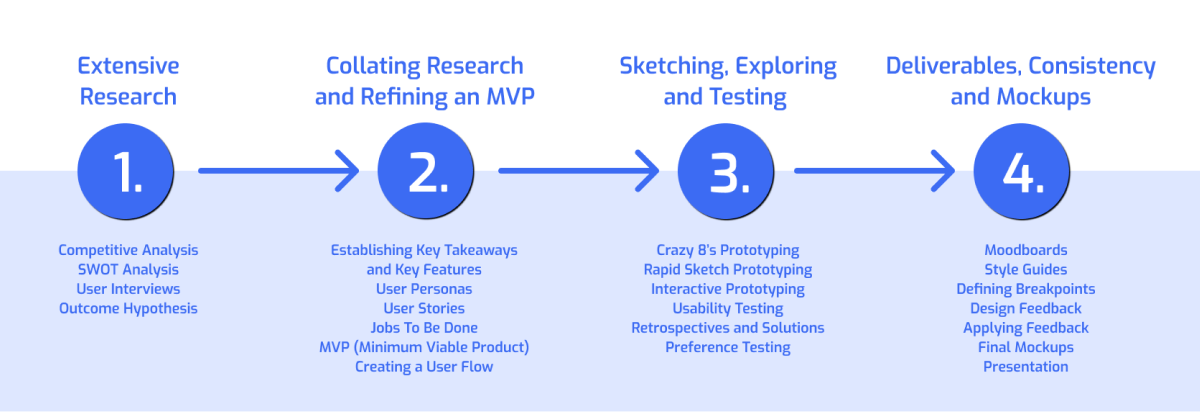 Extensive
Research
1.
Competitive Analysis
SWOT Analysis
User Interviews
Outcome Hypothesis
Collating Research
and Refining an MVP
2.
Establishing Key Takeaways
and Key Features
User Personas
User Stories
Jobs To Be Done
MVP (Minimum Viable Product)
Creating a User Flow
Sketching, Exploring
and Testing
3.
Crazy 8's Prototyping
Rapid Sketch Prototyping
Interactive Prototyping
Usability Testing
Retrospectives and Solutions
Preference Testing
Deliverables, Consistency
and Mockups
4.
Moodboards
Style Guides
Defining Breakpoints
Design Feedback
Applying Feedback
Final Mockups
Presentation